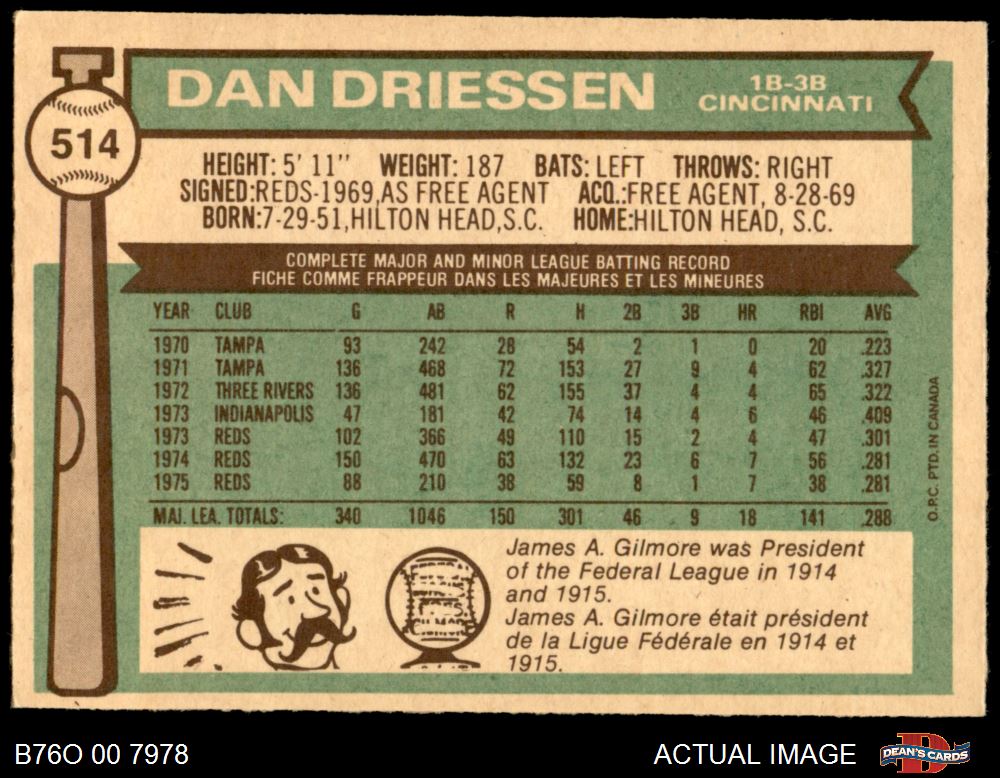 DAN DRIESSEN
1B-3B
CINCINNATI
514
HEIGHT: 5' 11" WEIGHT: 187 BATS: LEFT THROWS: RIGHT
SIGNED:REDS-1969,AS FREE AGENT ACQ.:FREE AGENT, 8-28-69
BORN:7-29-51,HILTON HEAD,S.C. HOME:HILTON HEAD, S.C.
COMPLETE MAJOR AND MINOR LEAGUE BATTING RECORD
FICHE COMME FRAPPEUR DANS LES MAJEURES ET LES MINEURES
YEAR CLUB G AB R H 2B 3B HR RBI AVG
1970 TAMPA 93 242 28 54 2 1 0 20 .223
1971 TAMPA 136 468 72 153 27 9 4 62 .327
1972 THREE RIVERS 136 481 62 155 37 4 4 65 .322
1973 INDIANAPOLIS 47 181 42 74 14 4 6 46 .409
1973 REDS 102 366 49 110 15 2 4 47 .301
1974 REDS 150 470 63 132 23 6 7 56 .281
1975 REDS 88 210 38 59 8 1 7 38 .281
MAJ. LEA. TOTALS: 340 1046 150 301 46 9 18 141 .288
O.P.C. PTD. IN CANADA
James A. Gilmore was President
of the Federal League in 1914
and 1915.
James A. Gilmore était président
de la Ligue Fédérale en 1914 et
1915.
B76O 00 7978
ACTUAL IMAGE
DEAN'S CARDS